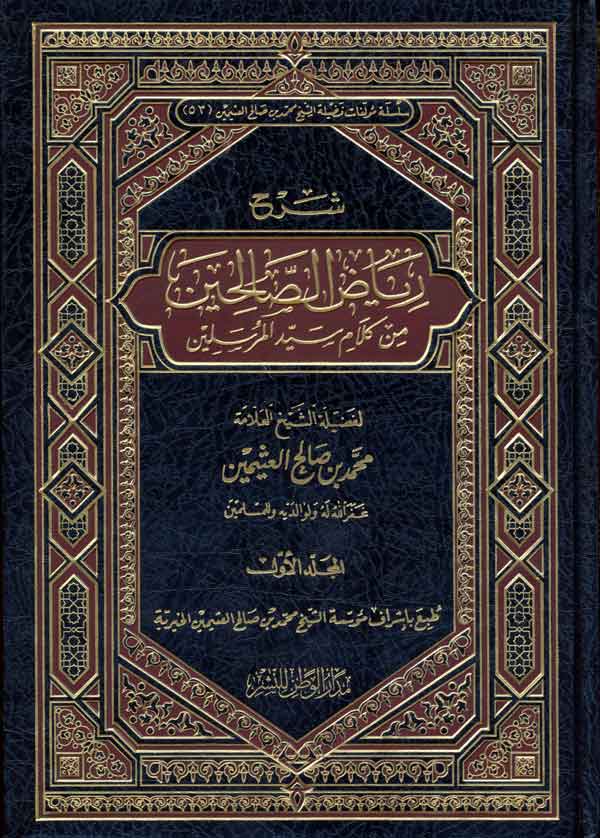 سلسلة مؤلفات فضيلة الشيخ محمد بن صالح العثيمين (٥٣)
شرح
رياض الصالحين
من كلام سيد المرسلين
لفضيلة الشيخ العلامة
محمد بن صالح العثيمين
غفر الله له ولوالديه وللمسلمين
المجلد الأول
طبع بإشراف مؤسسة الشيخ محمد بن صالح العثيمين الخيرية
مدار الوطن للنشر